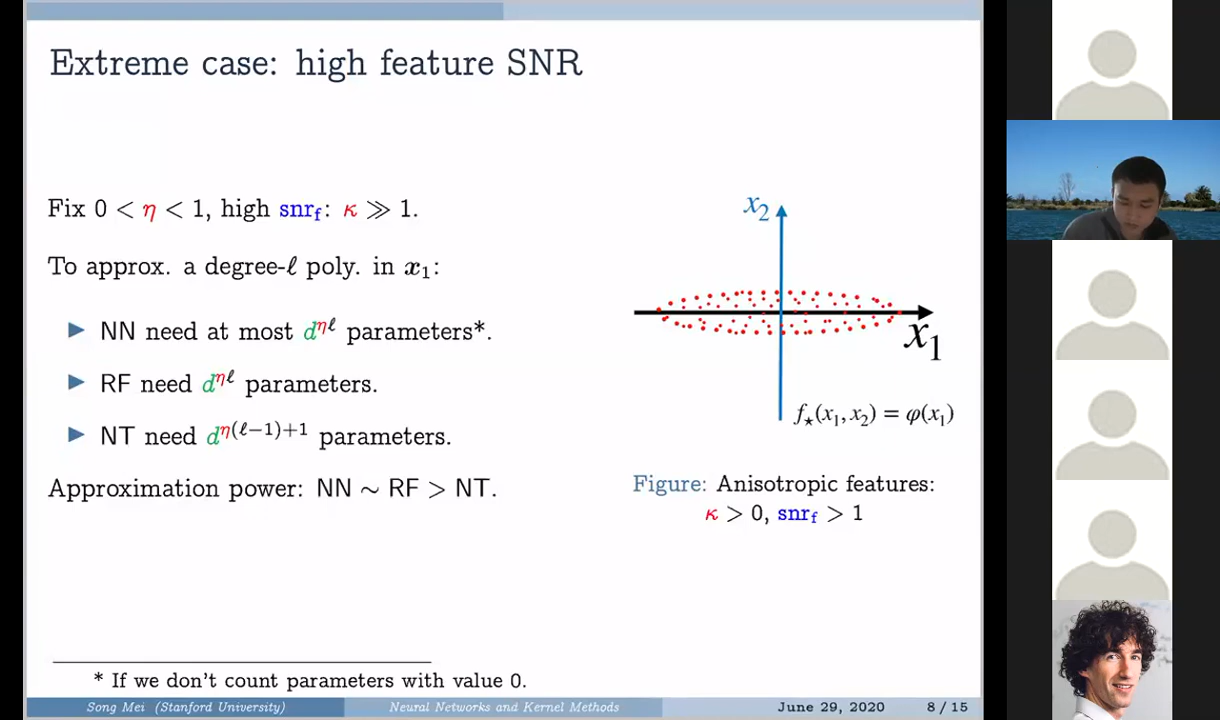 Extreme case: high feature SNR
Fix 0 < η < 1, high snr_f: κ ≫ 1.
To approx. a degree-ℓ poly. in x₁:
▶ NN need at most d^{ηℓ} parameters*.
▶ RF need d^{ηℓ} parameters.
▶ NT need d^{η(ℓ−1)+1} parameters.
Approximation power: NN ∼ RF > NT.
x₂
x₁
f⋆(x₁, x₂) = φ(x₁)
Figure: Anisotropic features:
κ > 0, snr_f > 1
* If we don't count parameters with value 0.
Song Mei (Stanford University)
Neural Networks and Kernel Methods
June 29, 2020
8 / 15